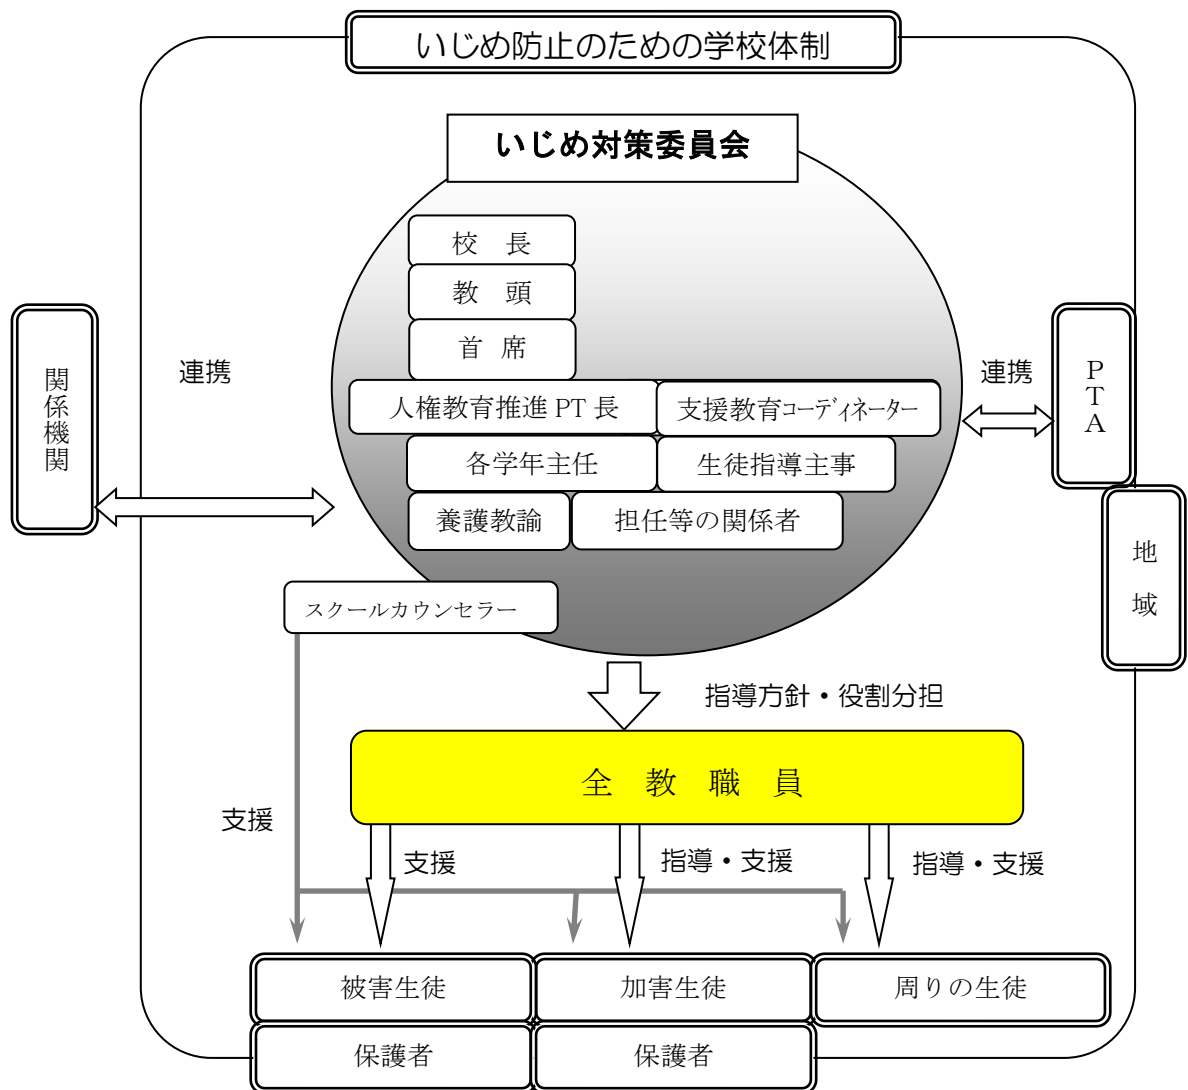 いじめ防止のための学校体制
いじめ対策委員会
校　長
教　頭
首　席
人権教育推進 PT 長
支援教育コーディネーター
各学年主任
生徒指導主事
養護教諭
担任等の関係者
スクールカウンセラー
関係機関
連携
連携
PTA
地域
指導方針・役割分担
全　教　職　員
支援
支援
指導・支援
指導・支援
被害生徒
加害生徒
周りの生徒
保護者
保護者